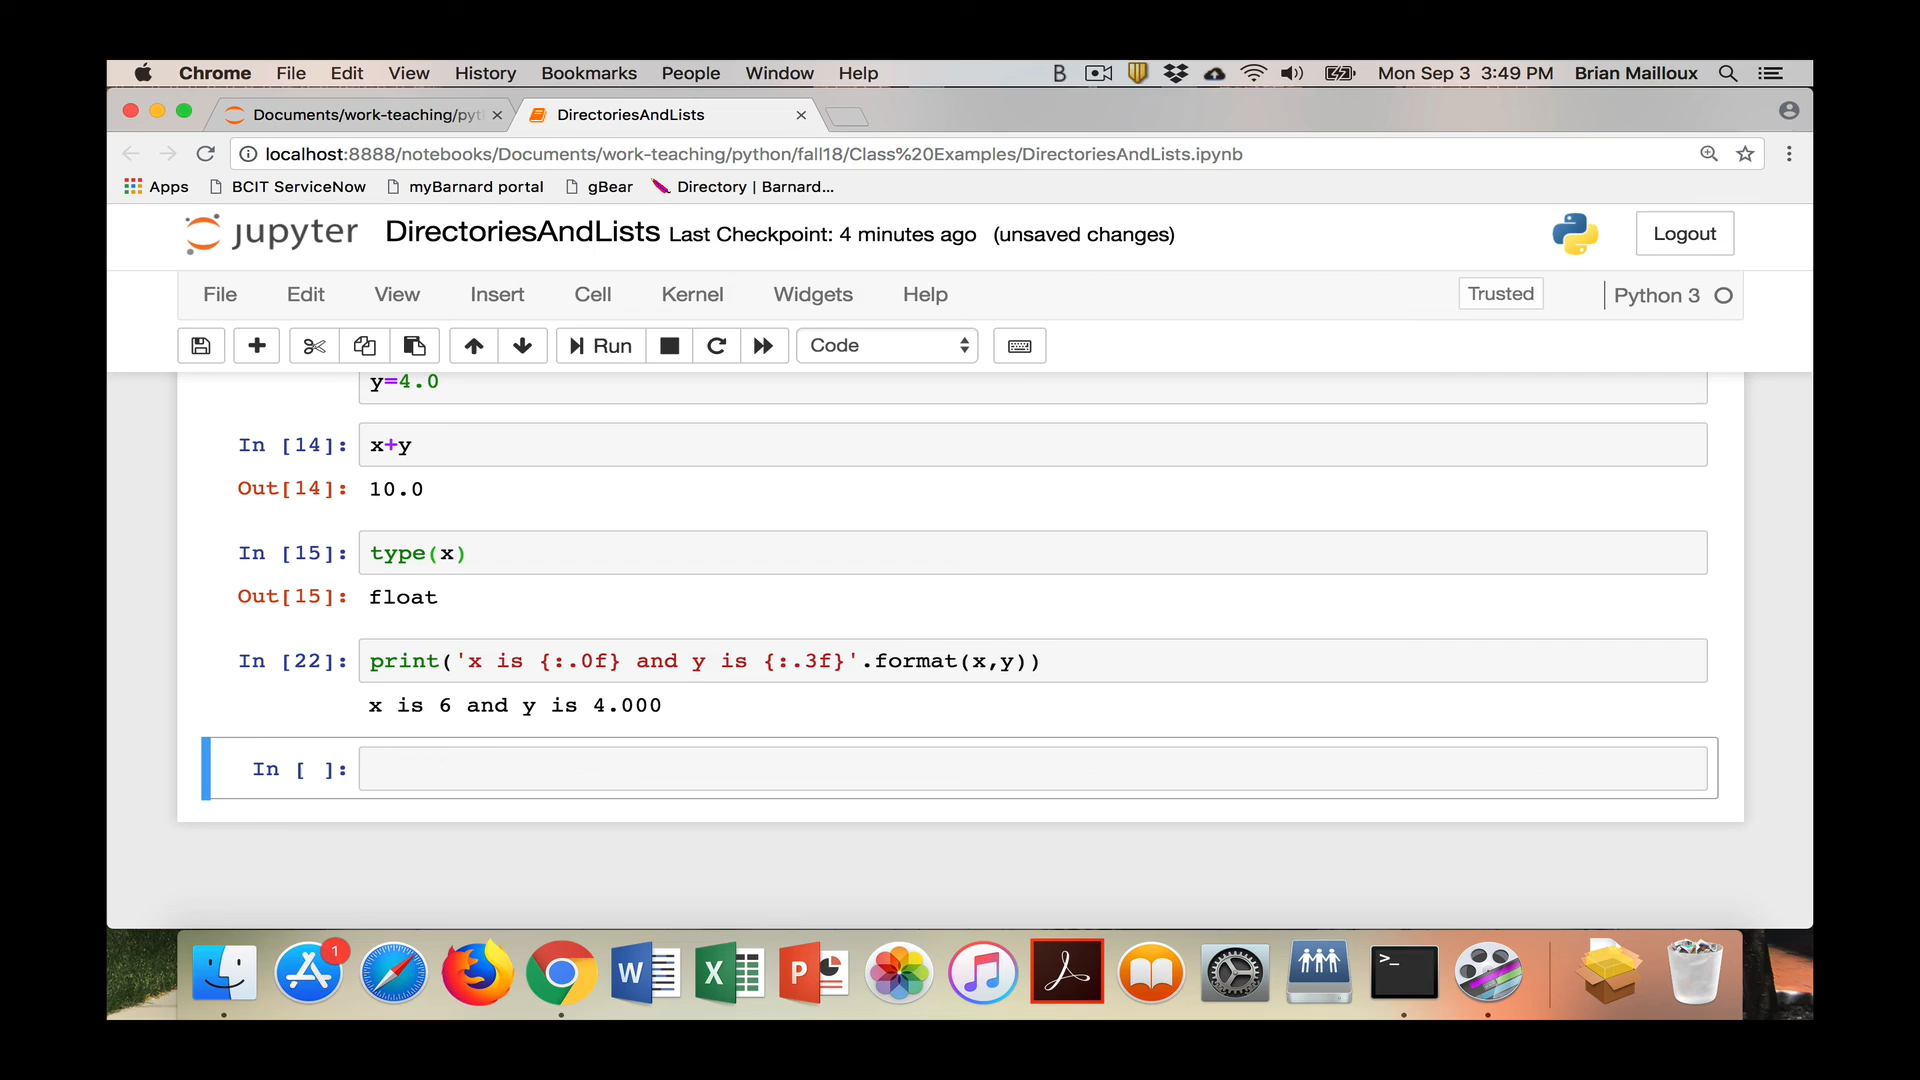 Chrome File Edit View History Bookmarks People Window Help Mon Sep 3 3:49 PM Brian Mailloux
Documents/work-teaching/pyt
DirectoriesAndLists
localhost:8888/notebooks/Documents/work-teaching/python/fall18/Class%20Examples/DirectoriesAndLists.ipynb
Apps BCIT ServiceNow myBarnard portal gBear Directory | Barnard...
jupyter DirectoriesAndLists Last Checkpoint: 4 minutes ago (unsaved changes) Logout
File Edit View Insert Cell Kernel Widgets Help Trusted Python 3
Run Code
y=4.0
In [14]: x+y
Out[14]: 10.0
In [15]: type(x)
Out[15]: float
In [22]: print('x is {:.0f} and y is {:.3f}'.format(x,y))
x is 6 and y is 4.000
In [ ]:
1
W X P >_